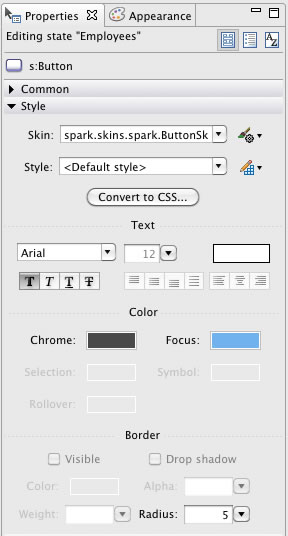 Properties Appearance
Editing state "Employees"
A Z
s:Button
Common
Style
Skin: spark.skins.spark.ButtonSk
Style: <Default style>
Convert to CSS...
Text
Arial 12
T T T T
Color
Chrome: Focus:
Selection: Symbol:
Rollover:
Border
Visible Drop shadow
Color: Alpha:
Weight: Radius: 5